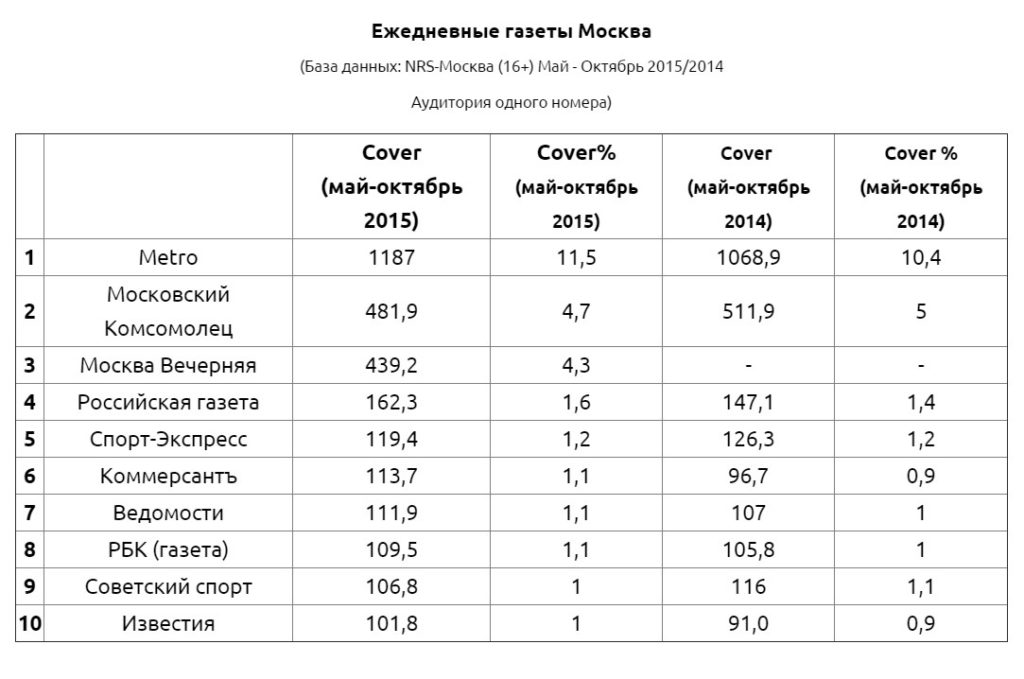 Ежедневные газеты Москва
(База данных: NRS-Москва (16+) Май - Октябрь 2015/2014
Аудитория одного номера)
Cover (май-октябрь 2015) Cover% (май-октябрь 2015) Cover (май-октябрь 2014) Cover % (май-октябрь 2014)
1 Metro 1187 11,5 1068,9 10,4
2 Московский Комсомолец 481,9 4,7 511,9 5
3 Москва Вечерняя 439,2 4,3 - -
4 Российская газета 162,3 1,6 147,1 1,4
5 Спорт-Экспресс 119,4 1,2 126,3 1,2
6 Коммерсантъ 113,7 1,1 96,7 0,9
7 Ведомости 111,9 1,1 107 1
8 РБК (газета) 109,5 1,1 105,8 1
9 Советский спорт 106,8 1 116 1,1
10 Известия 101,8 1 91,0 0,9